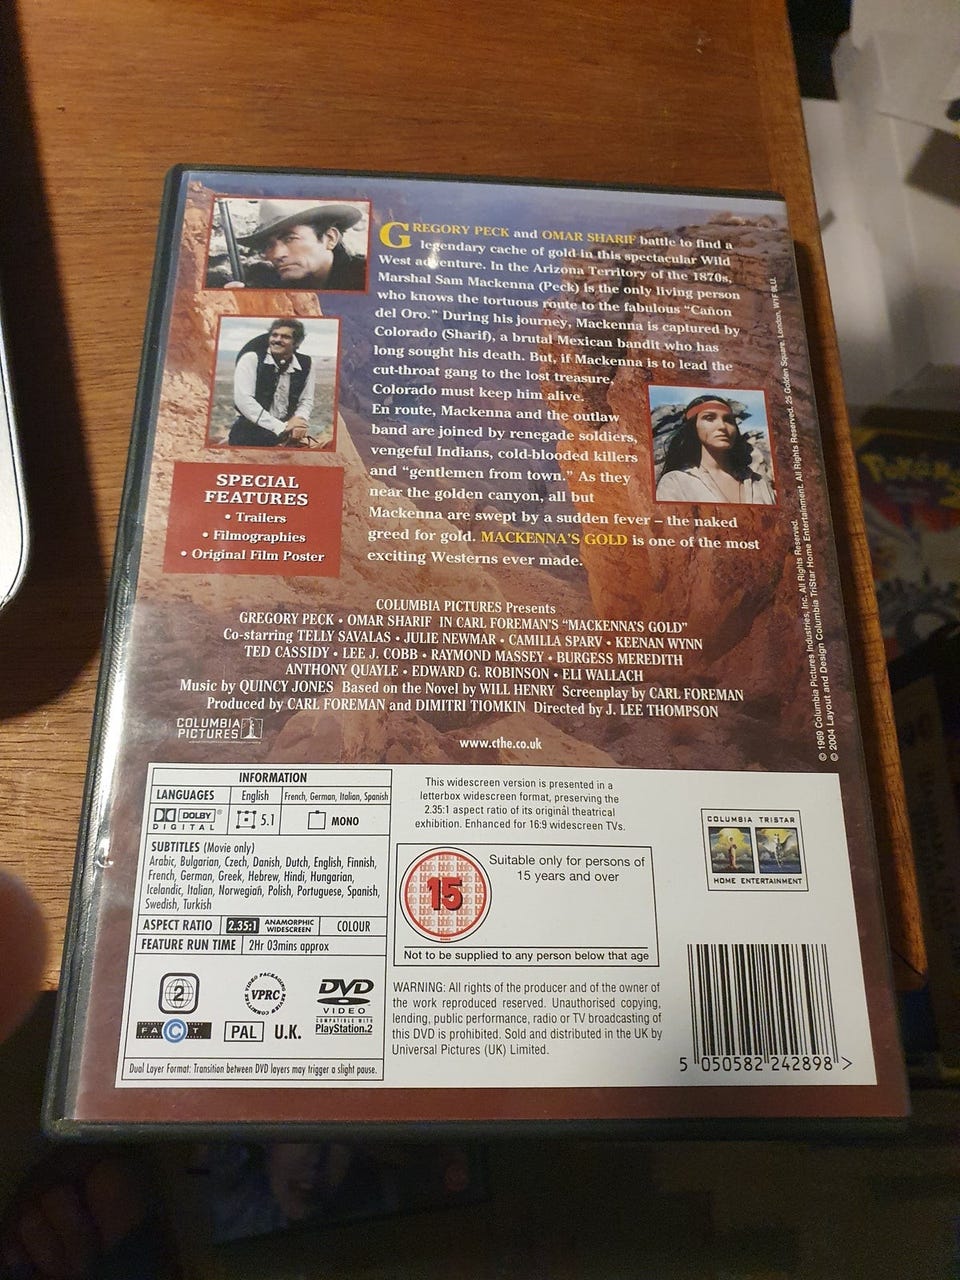 GREGORY PECK and OMAR SHARIF battle to find a
legendary cache of gold in this spectacular Wild
West adventure. In the Arizona Territory of the 1870s,
Marshal Sam Mackenna (Peck) is the only living person
who knows the tortuous route to the fabulous “Cañon
del Oro.” During his journey, Mackenna is captured by
Colorado (Sharif), a brutal Mexican bandit who has
long sought his death. But, if Mackenna is to lead the
cut-throat gang to the lost treasure,
Colorado must keep him alive.
En route, Mackenna and the outlaw
band are joined by renegade soldiers,
vengeful Indians, cold-blooded killers
and “gentlemen from town.” As they
near the golden canyon, all but
Mackenna are swept by a sudden fever – the naked
greed for gold. MACKENNA'S GOLD is one of the most
exciting Westerns ever made.
SPECIAL
FEATURES
• Trailers
• Filmographies
• Original Film Poster
COLUMBIA PICTURES Presents
GREGORY PECK • OMAR SHARIF IN CARL FOREMAN'S “MACKENNA'S GOLD”
Co-starring TELLY SAVALAS • JULIE NEWMAR • CAMILLA SPARV • KEENAN WYNN
TED CASSIDY • LEE J. COBB • RAYMOND MASSEY • BURGESS MEREDITH
ANTHONY QUAYLE • EDWARD G. ROBINSON • ELI WALLACH
Music by QUINCY JONES Based on the Novel by WILL HENRY Screenplay by CARL FOREMAN
Produced by CARL FOREMAN and DIMITRI TIOMKIN Directed by J. LEE THOMPSON
COLUMBIA
PICTURES
www.cthe.co.uk
© 1969 Columbia Pictures Industries, Inc. All Rights Reserved.
© 2004 Layout and Design Columbia TriStar Home Entertainment. All Rights Reserved. 25 Golden Square, London, W1F 9LU.
INFORMATION
LANGUAGES English French, German, Italian, Spanish
DOLBY DIGITAL 5.1 MONO
SUBTITLES (Movie only)
Arabic, Bulgarian, Czech, Danish, Dutch, English, Finnish,
French, German, Greek, Hebrew, Hindi, Hungarian,
Icelandic, Italian, Norwegian, Polish, Portuguese, Spanish,
Swedish, Turkish
ASPECT RATIO 2.35:1 ANAMORPHIC WIDESCREEN COLOUR
FEATURE RUN TIME 2Hr 03mins approx
2
VIDEO PACKAGING REVIEW COMMITTEE
VPRC
DVD
VIDEO
COMPATIBLE WITH
PlayStation.2
FACT
PAL U.K.
Dual Layer Format: Transition between DVD layers may trigger a slight pause.
This widescreen version is presented in a
letterbox widescreen format, preserving the
2.35:1 aspect ratio of its original theatrical
exhibition. Enhanced for 16:9 widescreen TVs.
15
Suitable only for persons of
15 years and over
Not to be supplied to any person below that age
WARNING: All rights of the producer and of the owner of
the work reproduced reserved. Unauthorised copying,
lending, public performance, radio or TV broadcasting of
this DVD is prohibited. Sold and distributed in the UK by
Universal Pictures (UK) Limited.
COLUMBIA TRISTAR
HOME ENTERTAINMENT
5 050582 242898 >
Pokémon